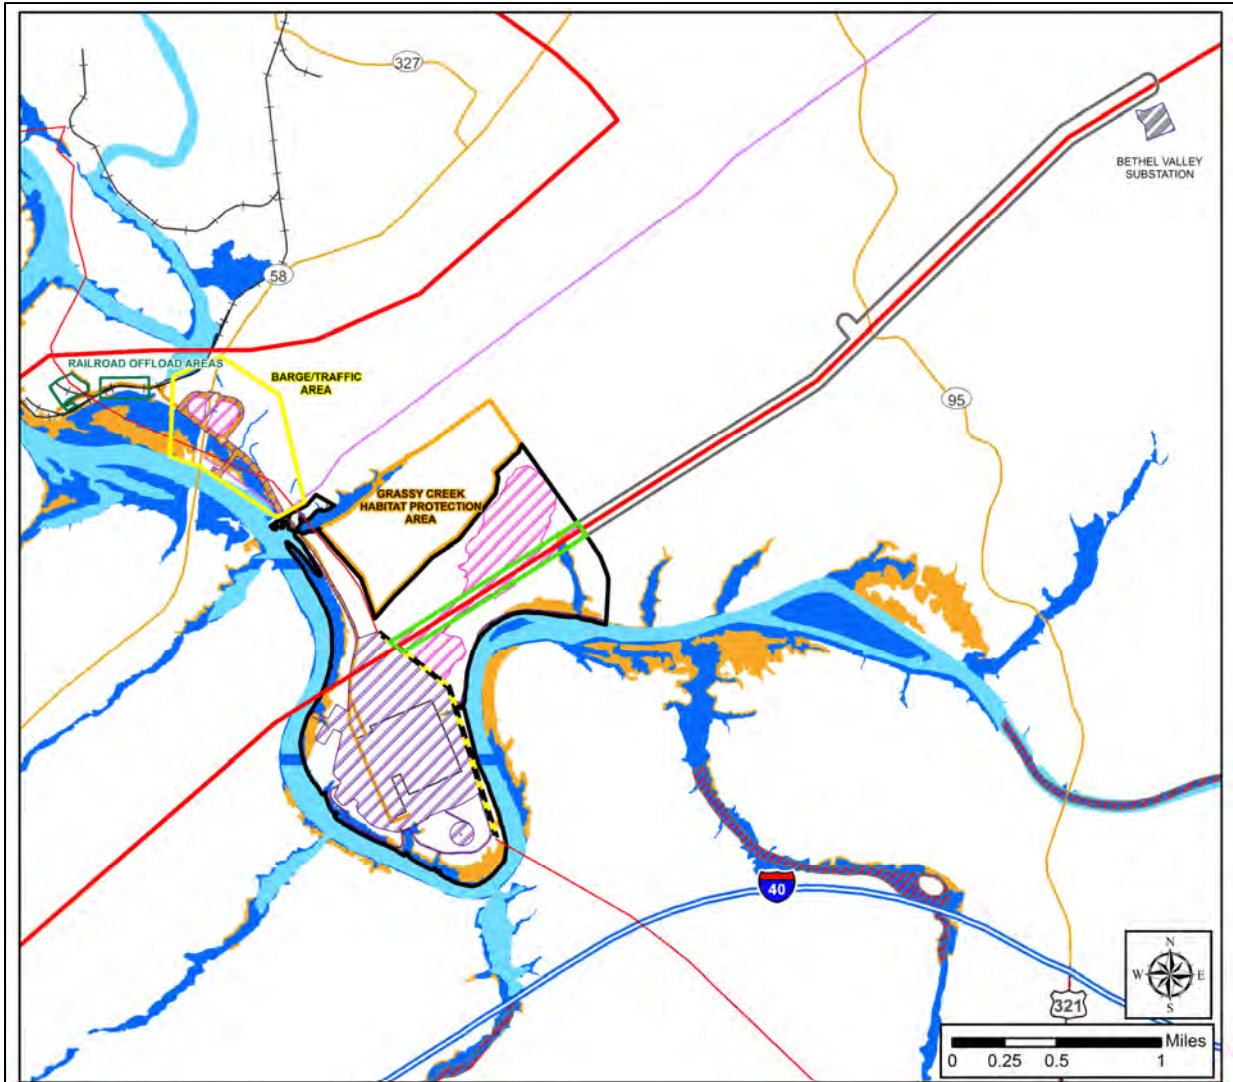 327
BETHEL VALLEY
SUBSTATION
58
RAILROAD OFFLOAD AREAS
BARGE/TRAFFIC
AREA
95
GRASSY CREEK
HABITAT PROTECTION
AREA
40
N
W E
S
321
Miles
0 0.25 0.5 1